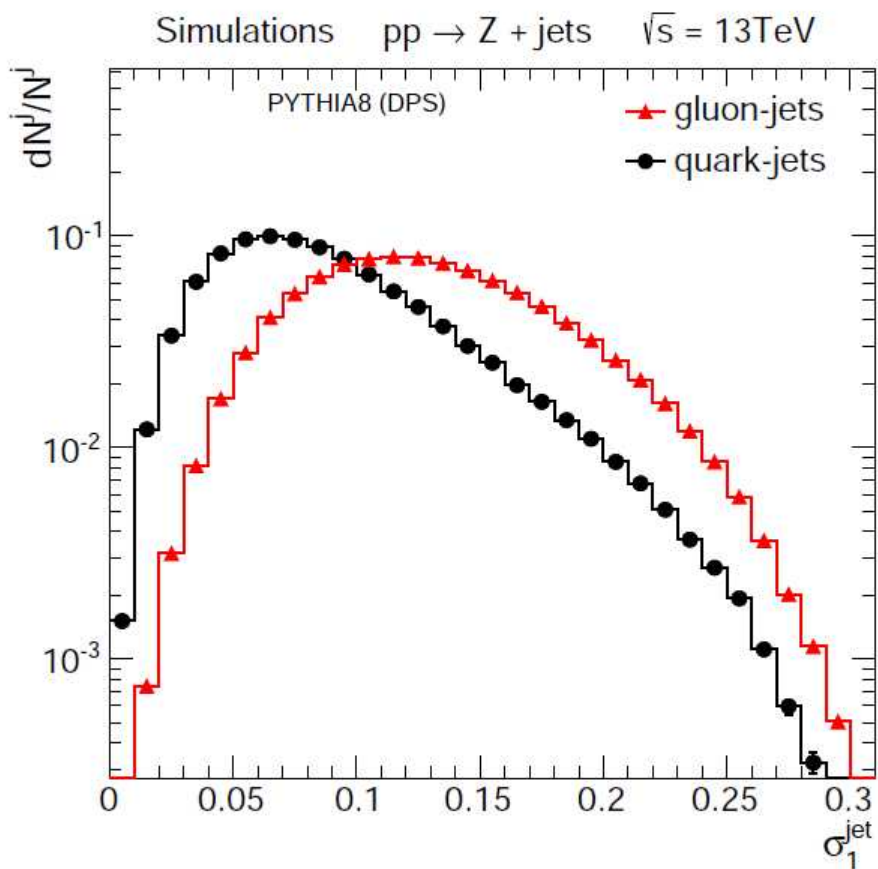 Simulations pp → Z + jets √s = 13TeV
dN^j/N^j
PYTHIA8 (DPS)
gluon-jets
quark-jets
10^-1
10^-2
10^-3
0 0.05 0.1 0.15 0.2 0.25 0.3
σ_1^jet